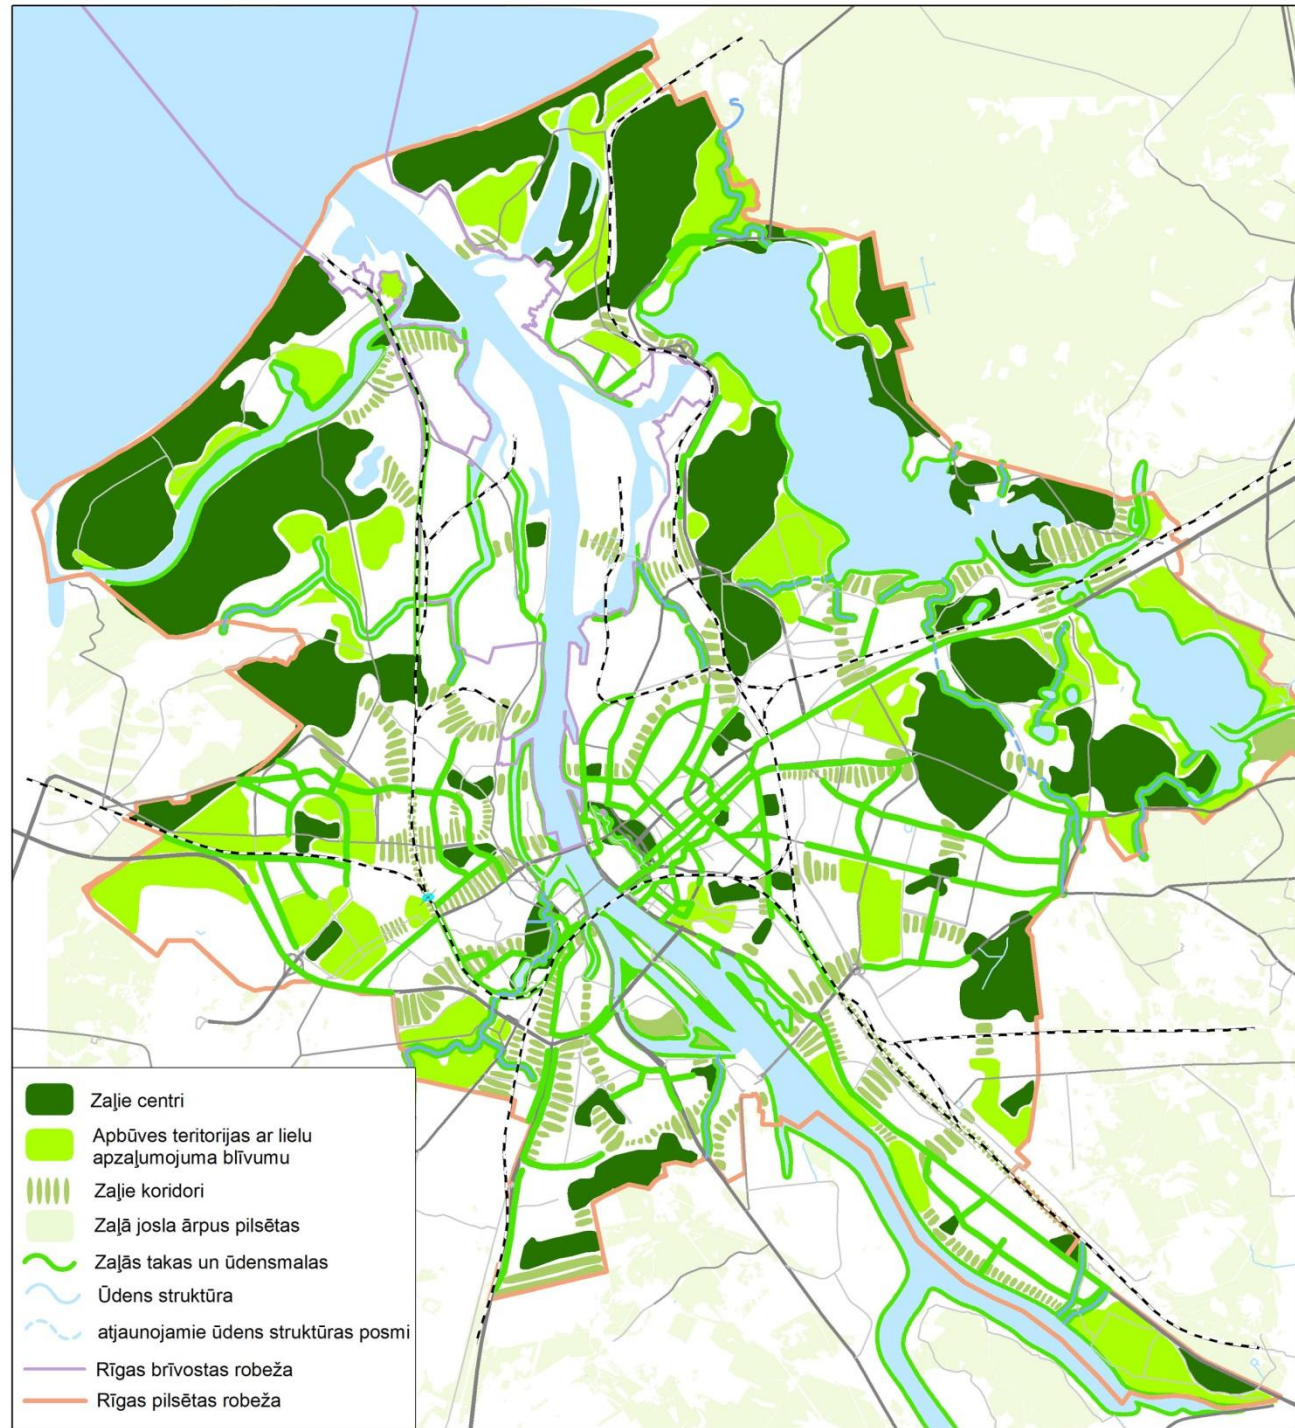 Zaļie centri
Apbūves teritorijas ar lielu
apzaļumojuma blīvumu
Zaļie koridori
Zaļā josla ārpus pilsētas
Zaļās takas un ūdensmalas
Ūdens struktūra
atjaunojamie ūdens struktūras posmi
Rīgas brīvostas robeža
Rīgas pilsētas robeža